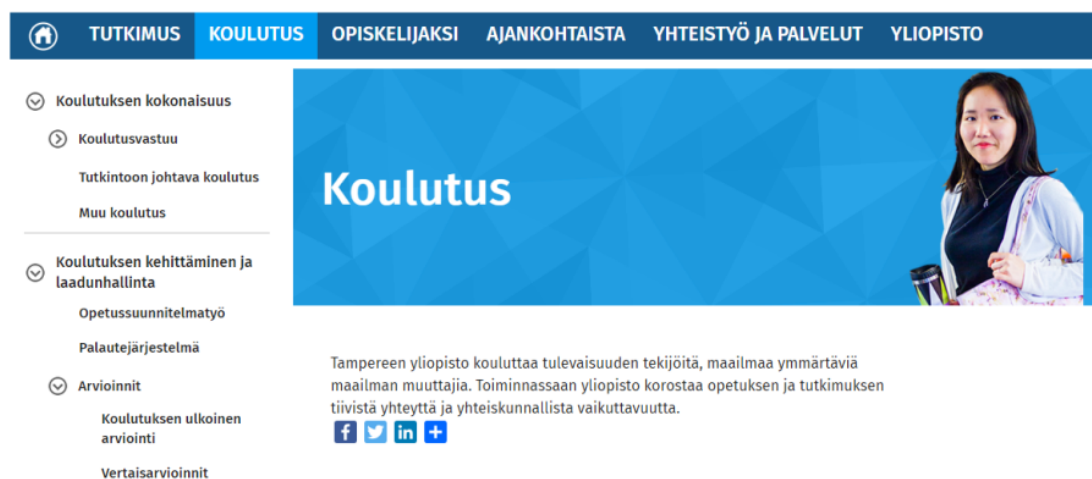 TUTKIMUS KOULUTUS OPISKELIJAKSI AJANKOHTAISTA YHTEISTYÖ JA PALVELUT YLIOPISTO
Koulutuksen kokonaisuus
Koulutusvastuu
Tutkintoon johtava koulutus
Muu koulutus
Koulutuksen kehittäminen ja
laadunhallinta
Opetussuunnitelmatyö
Palautejärjestelmä
Arvioinnit
Koulutuksen ulkoinen
arviointi
Vertaisarvioinnit
Koulutus
Tampereen yliopisto kouluttaa tulevaisuuden tekijöitä, maailmaa ymmärtäviä
maailman muuttajia. Toiminnassaan yliopisto korostaa opetuksen ja tutkimuksen
tiivistä yhteyttä ja yhteiskunnallista vaikuttavuutta.
f in +